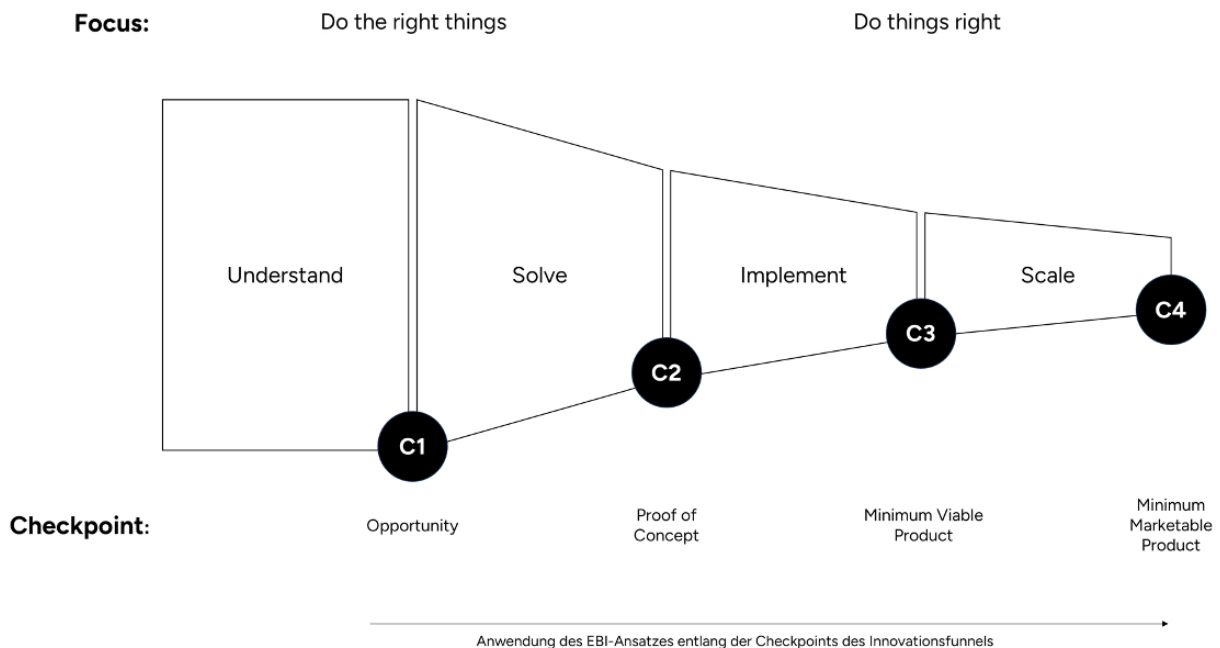 Focus: Do the right things Do things right
Understand Solve Implement Scale
C1 C2 C3 C4
Checkpoint: Opportunity
Proof of
Concept
Minimum Viable
Product
Minimum
Marketable
Product
Anwendung des EBI-Ansatzes entlang der Checkpoints des Innovationsfunnels